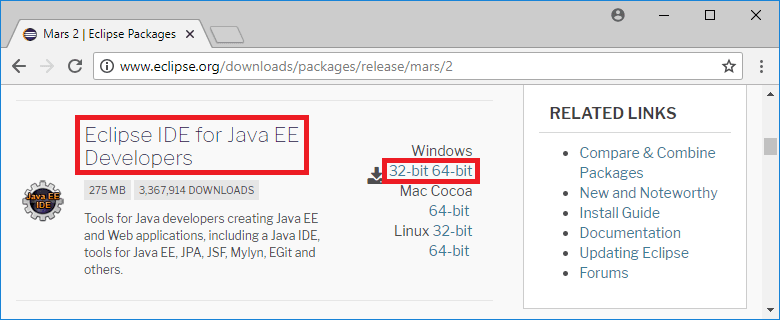 Mars 2 | Eclipse Packages
www.eclipse.org/downloads/packages/release/mars/2
Eclipse IDE for Java EE
Developers
275 MB 3,367,914 DOWNLOADS
Java EE
IDE
Tools for Java developers creating Java EE
and Web applications, including a Java IDE,
tools for Java EE, JPA, JSF, Mylyn, EGit and
others.
Windows
32-bit 64-bit
Mac Cocoa
64-bit
Linux 32-bit
64-bit
RELATED LINKS
Compare & Combine
Packages
New and Noteworthy
Install Guide
Documentation
Updating Eclipse
Forums